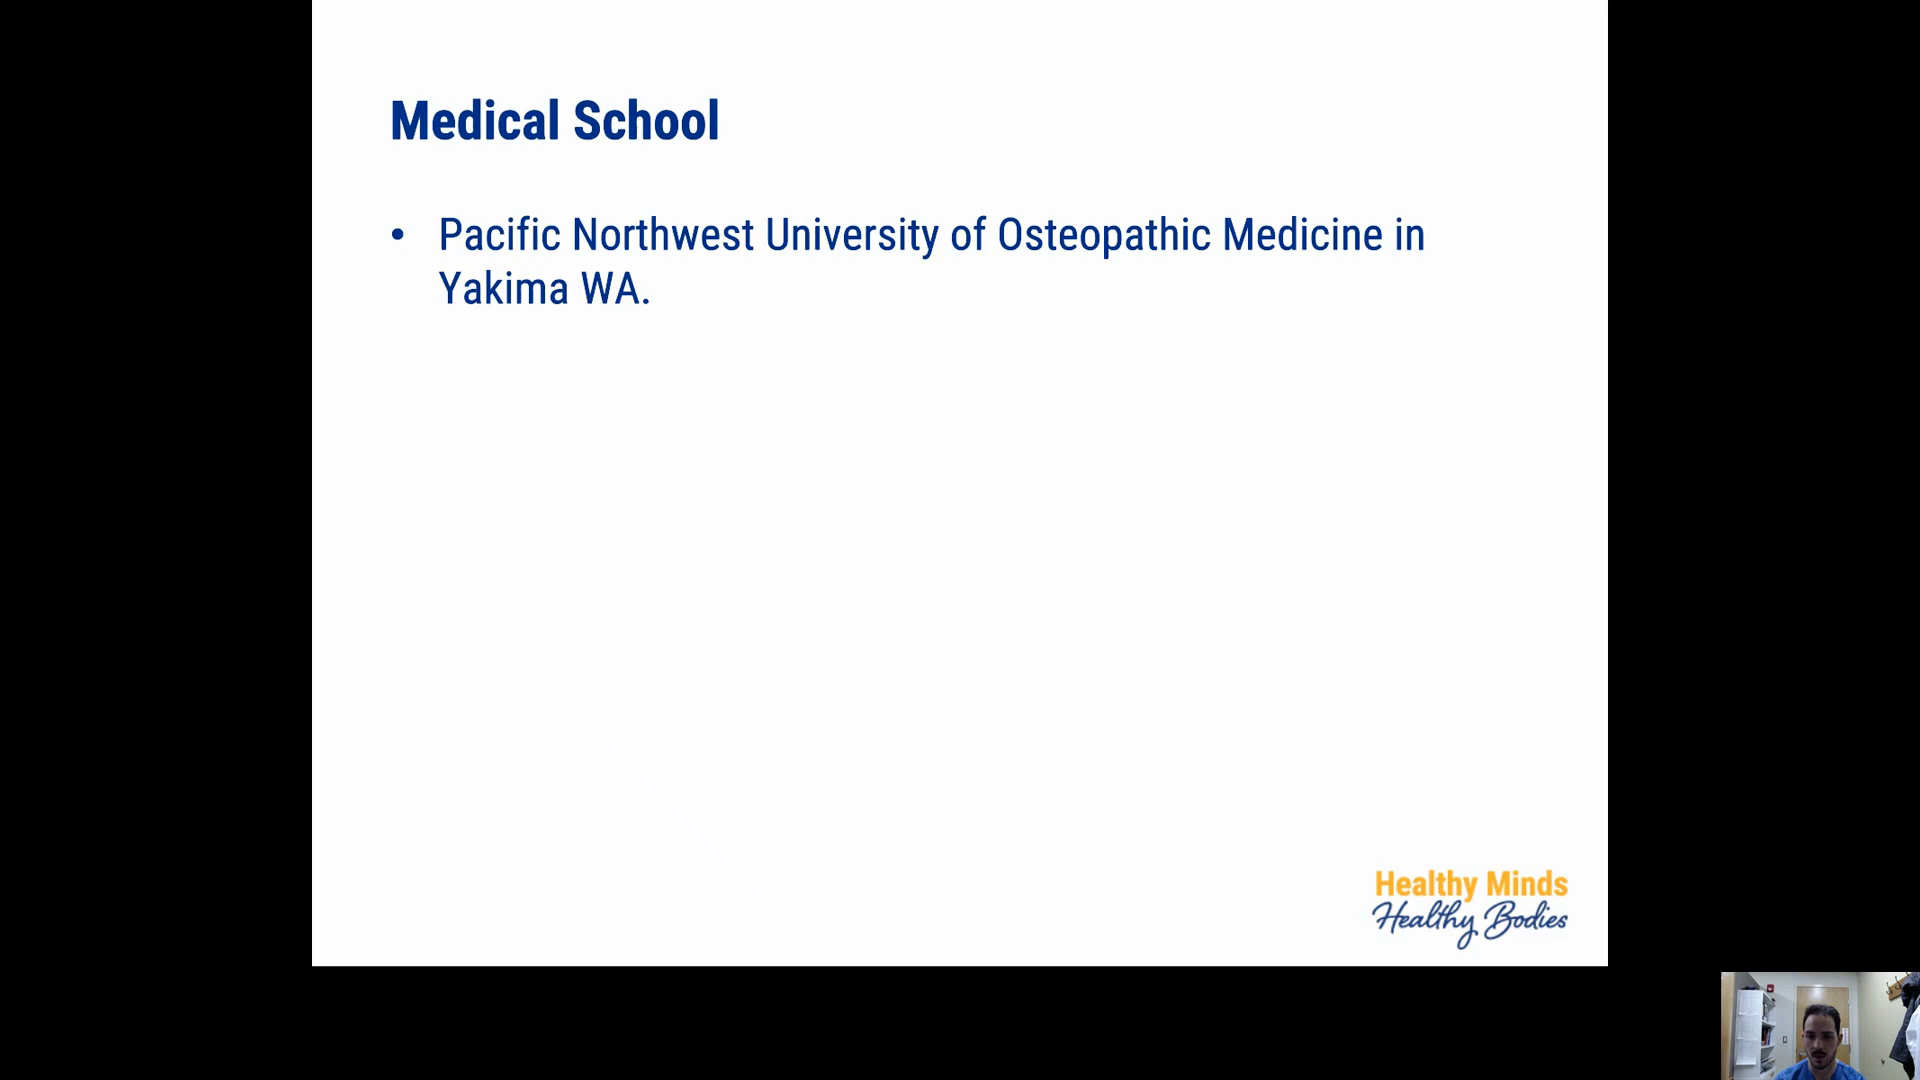 Medical School
• Pacific Northwest University of Osteopathic Medicine in
Yakima WA.
Healthy Minds
Healthy Bodies